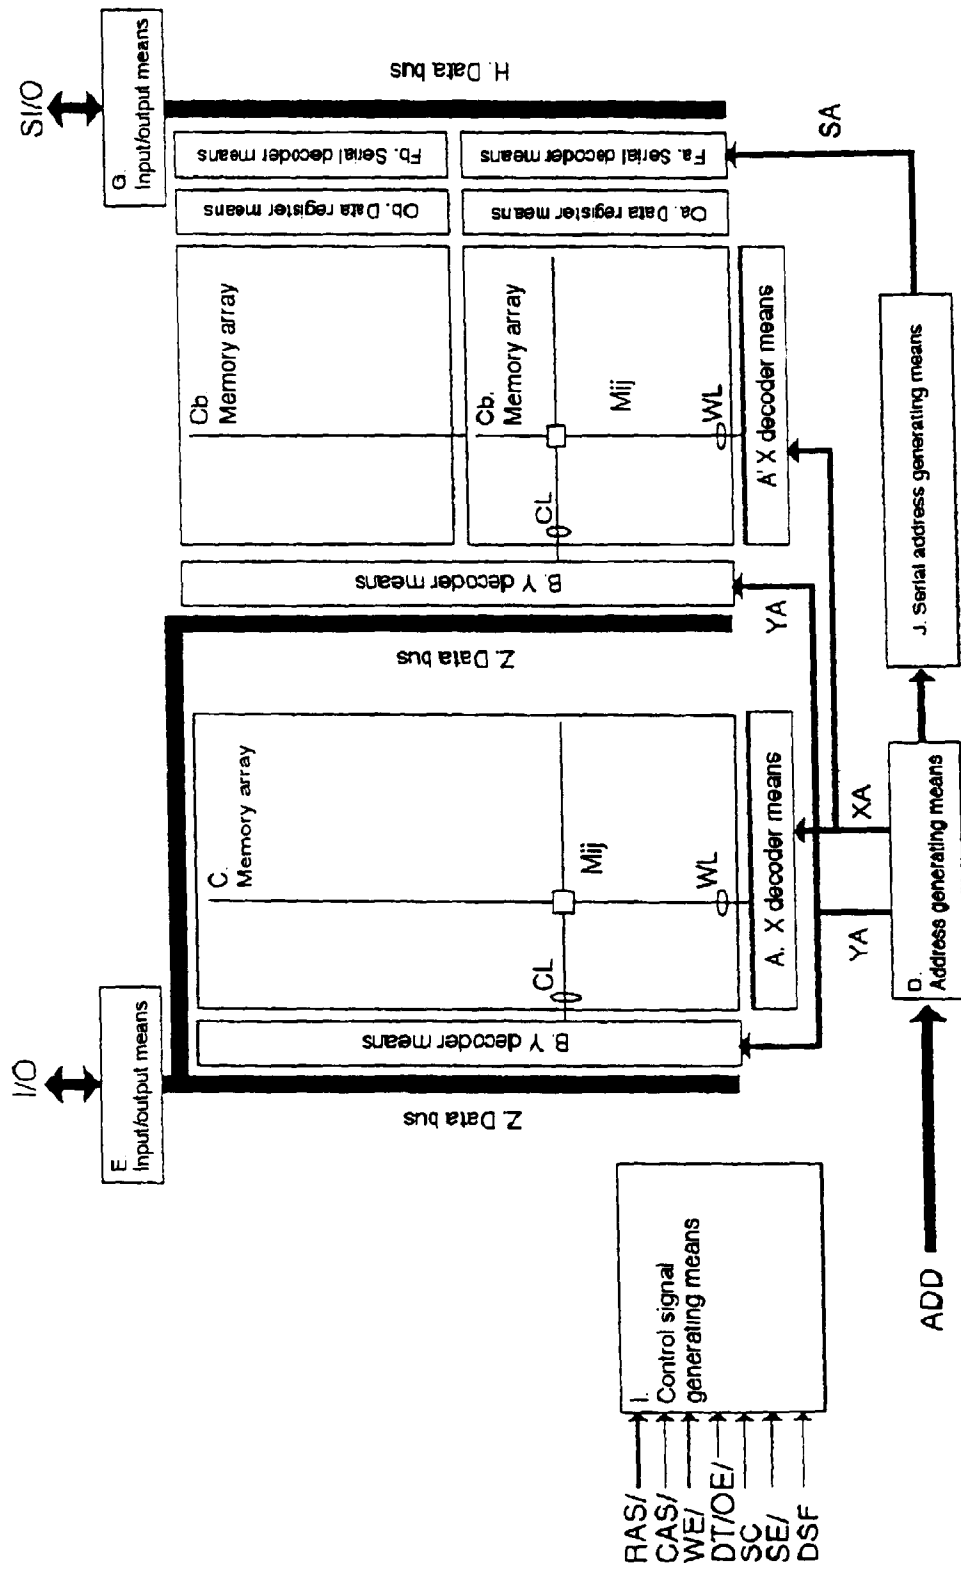 I/O
E.
Input/output means
SI/O
G.
Input/output means
Z. Data bus
B. Y decoder means
C.
Memory array
CL
Mij
WL
A. X decoder means
Z. Data bus
B. Y decoder means
YA
Cb
Memory array
Cb.
Memory array
CL
Mij
WL
A' X decoder means
Ob. Data register means
Oa. Data register means
Fb. Serial decoder means
Fa. Serial decoder means
H. Data bus
SA
I.
Control signal
generating means
RAS/
CAS/
WE/
DT/OE/
SC
SE/
DSF
YA
XA
ADD
D.
Address generating means
J. Serial address generating means